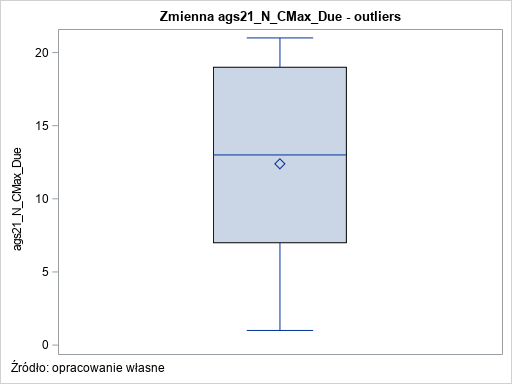 Zmienna ags21_N_CMax_Due - outliers
20
15
10
5
0
ags21_N_CMax_Due
Źródło: opracowanie własne